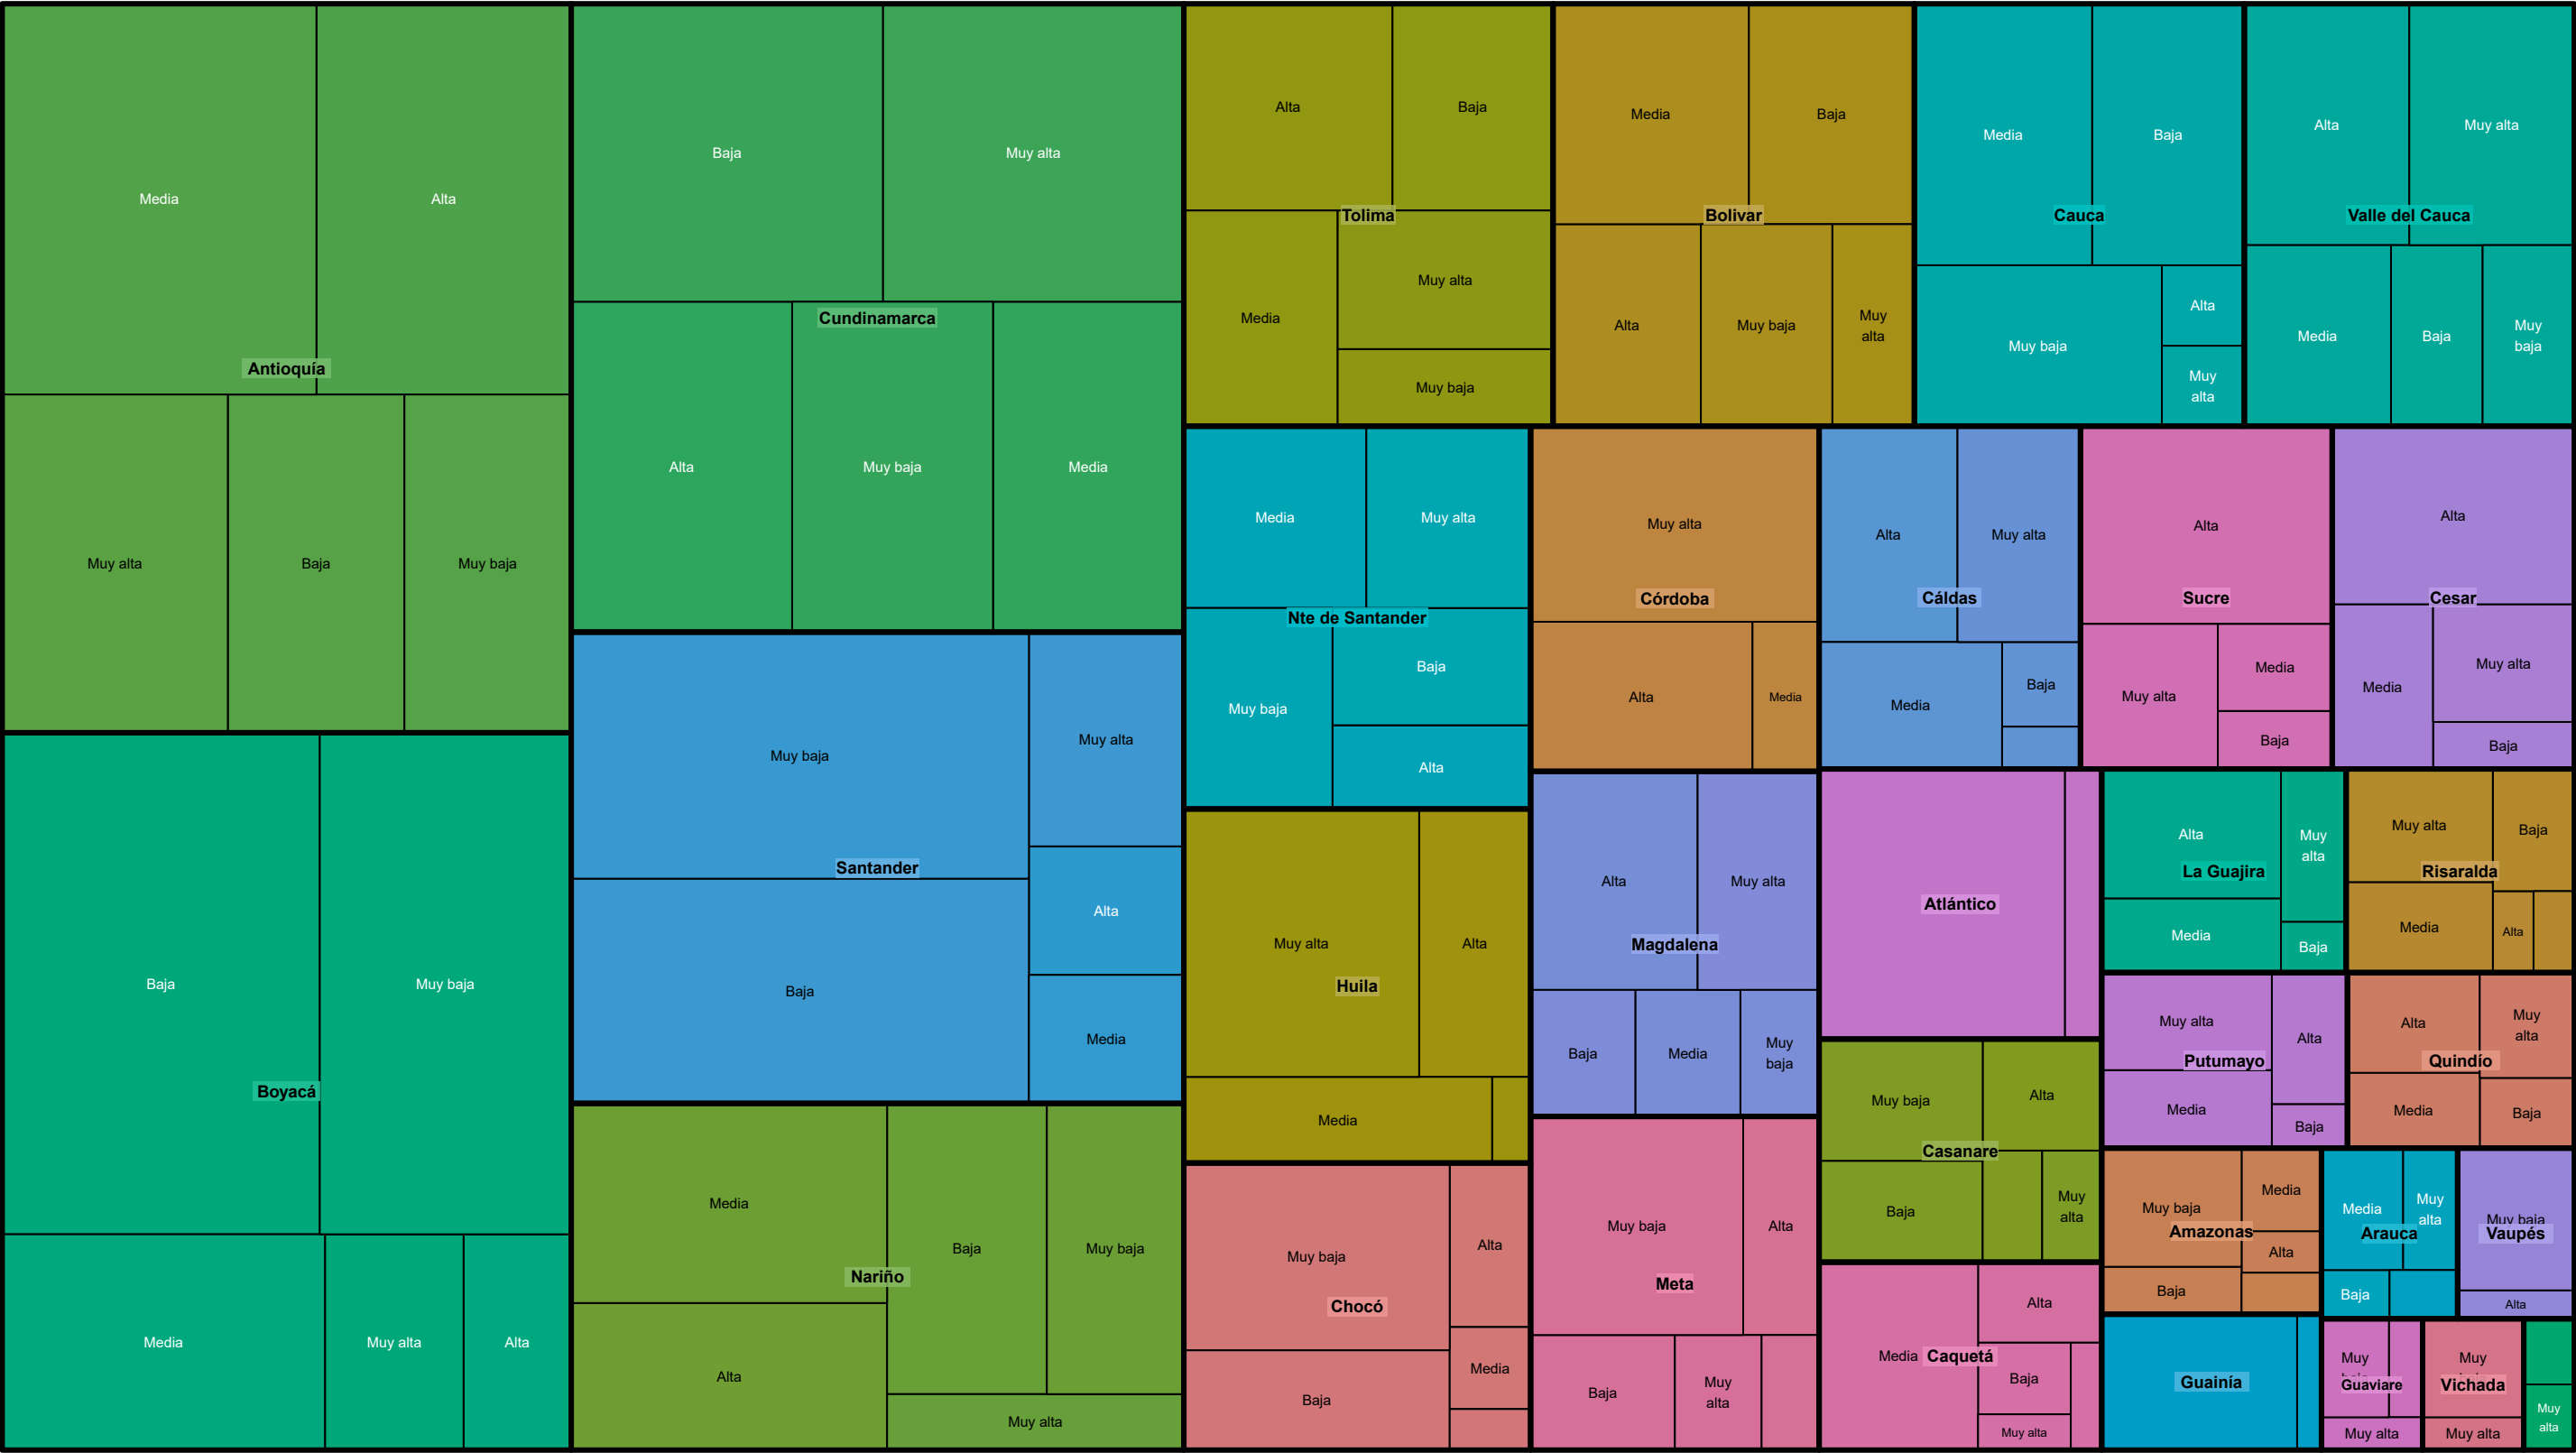 Media
Alta
Antioquía
Muy alta
Baja
Muy baja
Baja
Muy baja
Boyacá
Media
Muy alta
Alta
Baja
Muy alta
Cundinamarca
Alta
Muy baja
Media
Muy baja
Muy alta
Santander
Alta
Baja
Media
Media
Baja
Muy baja
Nariño
Alta
Muy alta
Alta
Baja
Tolima
Media
Muy alta
Muy baja
Media
Baja
Bolivar
Alta
Muy baja
Muy
alta
Media
Baja
Cauca
Muy baja
Alta
Muy
alta
Alta
Muy alta
Valle del Cauca
Media
Baja
Muy
baja
Media
Muy alta
Nte de Santander
Muy baja
Baja
Alta
Muy alta
Córdoba
Alta
Media
Alta
Muy alta
Cáldas
Media
Baja
Alta
Sucre
Muy alta
Media
Baja
Alta
Cesar
Media
Muy alta
Baja
Muy alta
Alta
Huila
Media
Muy baja
Alta
Chocó
Baja
Media
Alta
Muy alta
Magdalena
Baja
Media
Muy
baja
Muy baja
Alta
Meta
Baja
Muy
alta
Atlántico
Muy baja
Alta
Casanare
Baja
Muy
alta
Media
Alta
Caquetá
Baja
Muy alta
Alta
Muy
alta
La Guajira
Media
Baja
Muy alta
Baja
Risaralda
Media
Alta
Muy alta
Alta
Putumayo
Media
Baja
Alta
Muy
alta
Quindío
Media
Baja
Muy baja
Media
Amazonas
Alta
Baja
Media
Muy
alta
Arauca
Baja
Muy baja
Vaupés
Alta
Guainía
Muy
Guaviare
Muy alta
Muy
Vichada
Muy alta
Muy
alta